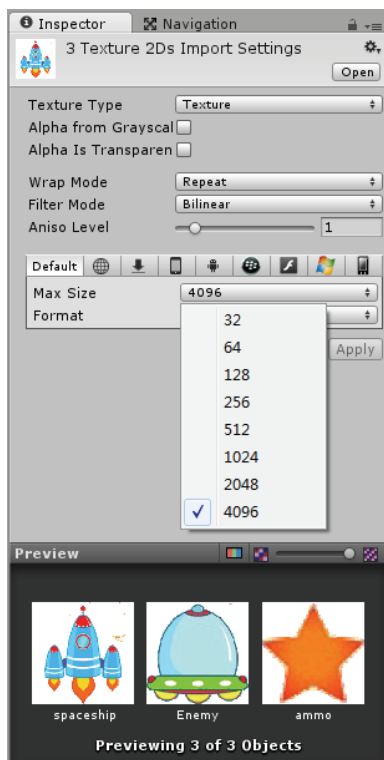 Inspector Navigation
3 Texture 2Ds Import Settings
Open
Texture Type Texture
Alpha from Grayscal
Alpha Is Transparen
Wrap Mode Repeat
Filter Mode Bilinear
Aniso Level 1
Default
Max Size 4096
Format
32
64
Apply
128
256
512
1024
2048
4096
Preview
spaceship Enemy ammo
Previewing 3 of 3 Objects